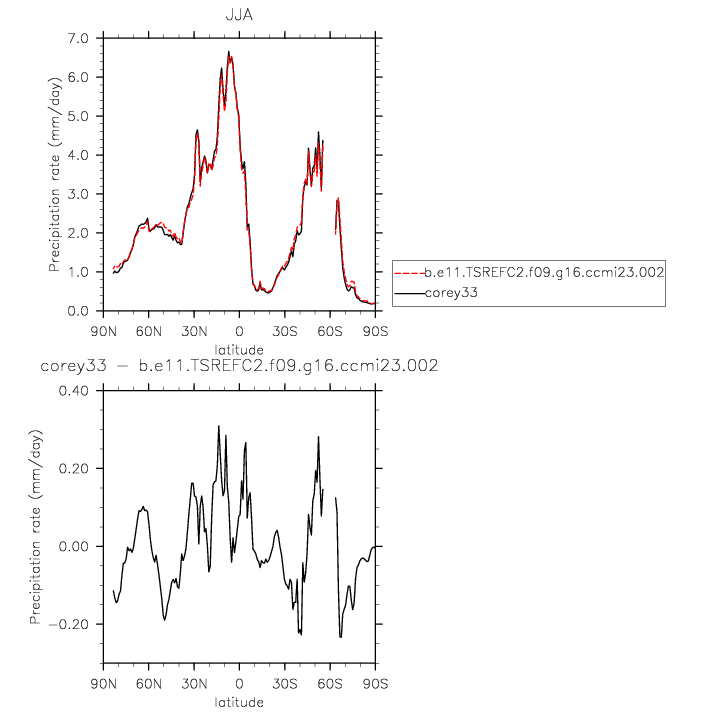 JJA
7.0
6.0
5.0
4.0
3.0
2.0
1.0
0.0
Precipitation rate (mm/day)
90N 60N 30N 0 30S 60S 90S
latitude
b.e11.TSREFC2.f09.g16.ccmi23.002
corey33
corey33 − b.e11.TSREFC2.f09.g16.ccmi23.002
0.40
0.20
0.00
−0.20
Precipitation rate (mm/day)
90N 60N 30N 0 30S 60S 90S
latitude